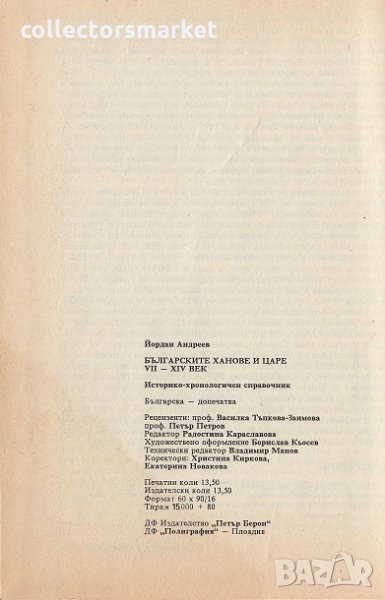 collectorsmarket
Йордан Андреев
БЪЛГАРСКИТЕ ХАНОВЕ И ЦАРЕ
VII — XIV ВЕК
Историко-хронологичен справочник
Българска — допечатка
Рецензенти: проф. Василка Тъпкова-Заимова
проф. Петър Петров
Редактор Радостина Караславова
Художествено оформление Борислав Кьосев
Технически редактор Владимир Манов
Коректори: Христина Киркова,
Екатерина Новакова
Печатни коли 13,50
Издателски коли 13,50
Формат 60 x 90/16
Тираж 15 000 + 80
ДФ Издателство „Петър Берон"
ДФ „Полиграфия" — Пловдив
BAZAR